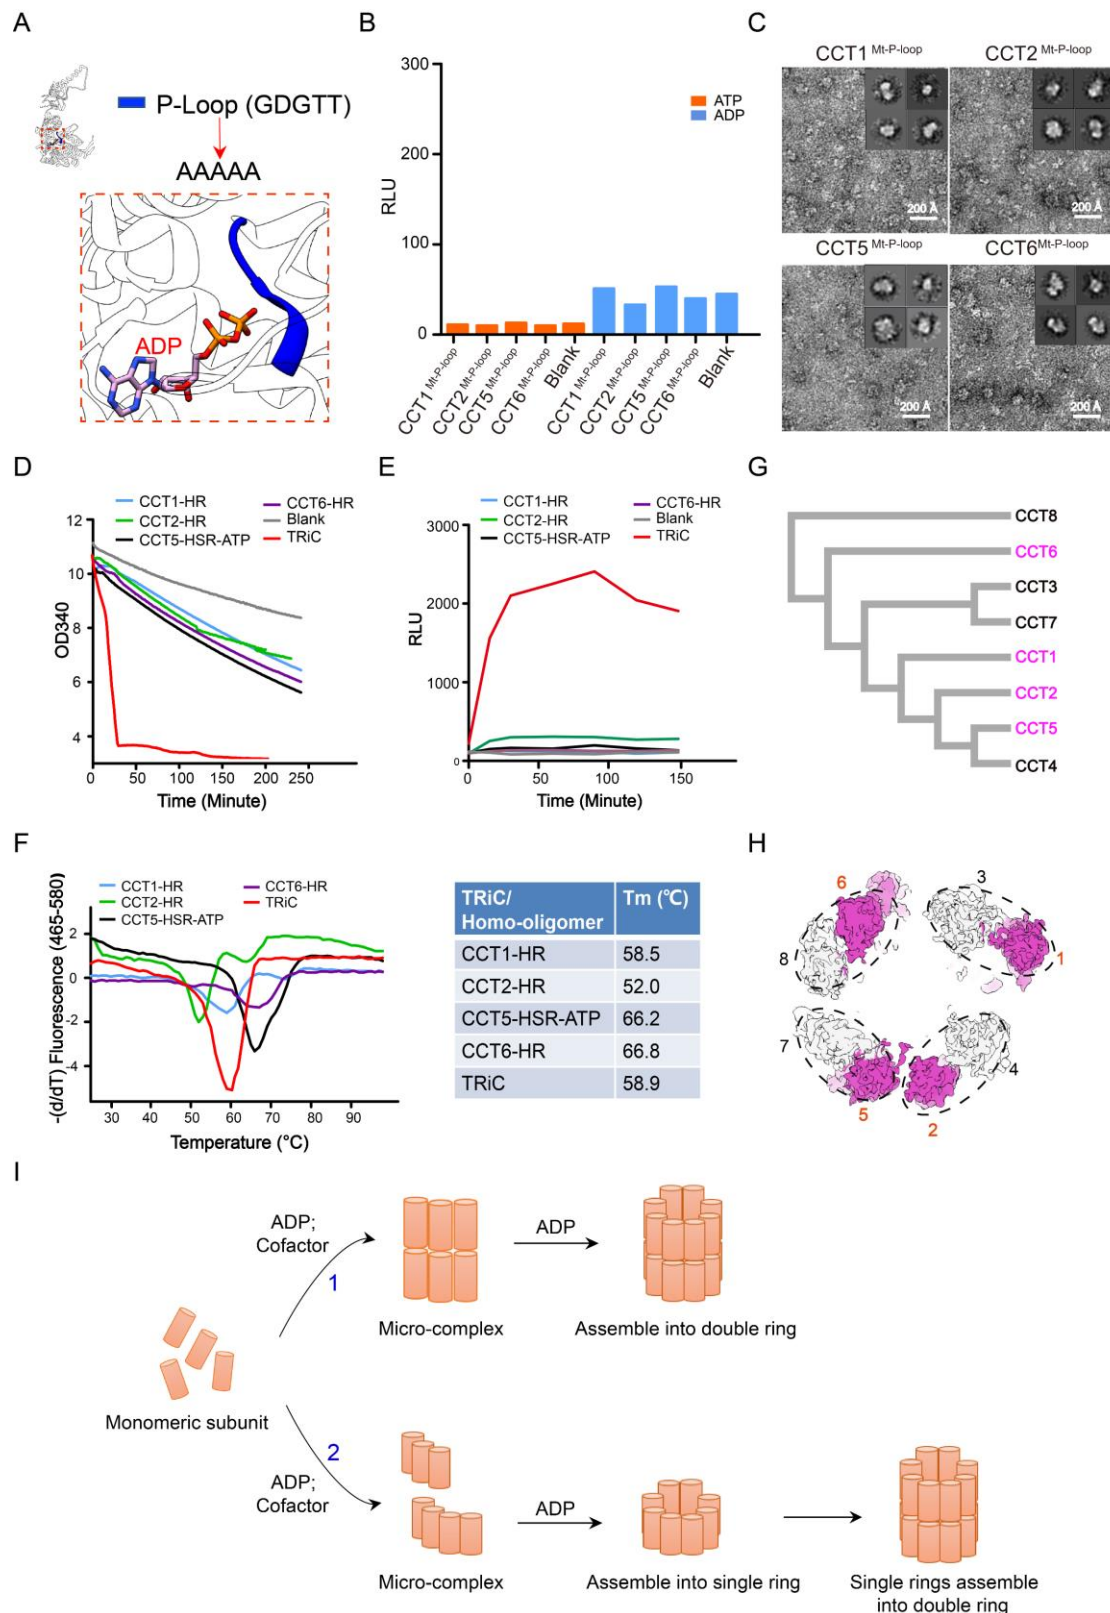 A
P-Loop (GDGTT)
AAAAA
ADP
B
300
200
100
0
RLU
ATP
ADP
CCT1 Mt-P-loop
CCT2 Mt-P-loop
CCT5 Mt-P-loop
CCT6 Mt-P-loop
Blank
CCT1 Mt-P-loop
CCT2 Mt-P-loop
CCT5 Mt-P-loop
CCT6 Mt-P-loop
Blank
C
CCT1 Mt-P-loop
CCT2 Mt-P-loop
200 Å
200 Å
CCT5 Mt-P-loop
CCT6 Mt-P-loop
200 Å
200 Å
D
CCT1-HR
CCT2-HR
CCT5-HSR-ATP
CCT6-HR
Blank
TRiC
12
10
8
6
4
OD340
0 50 100 150 200 250
Time (Minute)
E
CCT1-HR
CCT2-HR
CCT5-HSR-ATP
CCT6-HR
Blank
TRiC
3000
2000
1000
0
RLU
0 50 100 150
Time (Minute)
G
CCT8
CCT6
CCT3
CCT7
CCT1
CCT2
CCT5
CCT4
F
CCT1-HR
CCT2-HR
CCT5-HSR-ATP
CCT6-HR
TRiC
-(d/dT) Fluorescence (465-580)
2
0
-2
-4
30 40 50 60 70 80 90
Temperature (°C)
TRiC/ Tm (℃)
Homo-oligomer
CCT1-HR 58.5
CCT2-HR 52.0
CCT5-HSR-ATP 66.2
CCT6-HR 66.8
TRiC 58.9
H
6
3
8
1
7
4
5
2
I
ADP;
Cofactor
1
Micro-complex
ADP
Assemble into double ring
Monomeric subunit
2
ADP;
Cofactor
Micro-complex
ADP
Assemble into single ring
Single rings assemble
into double ring